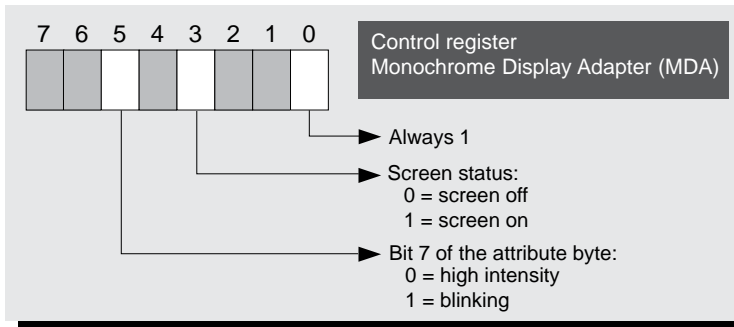 7 6 5 4 3 2 1 0
Control register
Monochrome Display Adapter (MDA)
Always 1
Screen status:
0 = screen off
1 = screen on
Bit 7 of the attribute byte:
0 = high intensity
1 = blinking